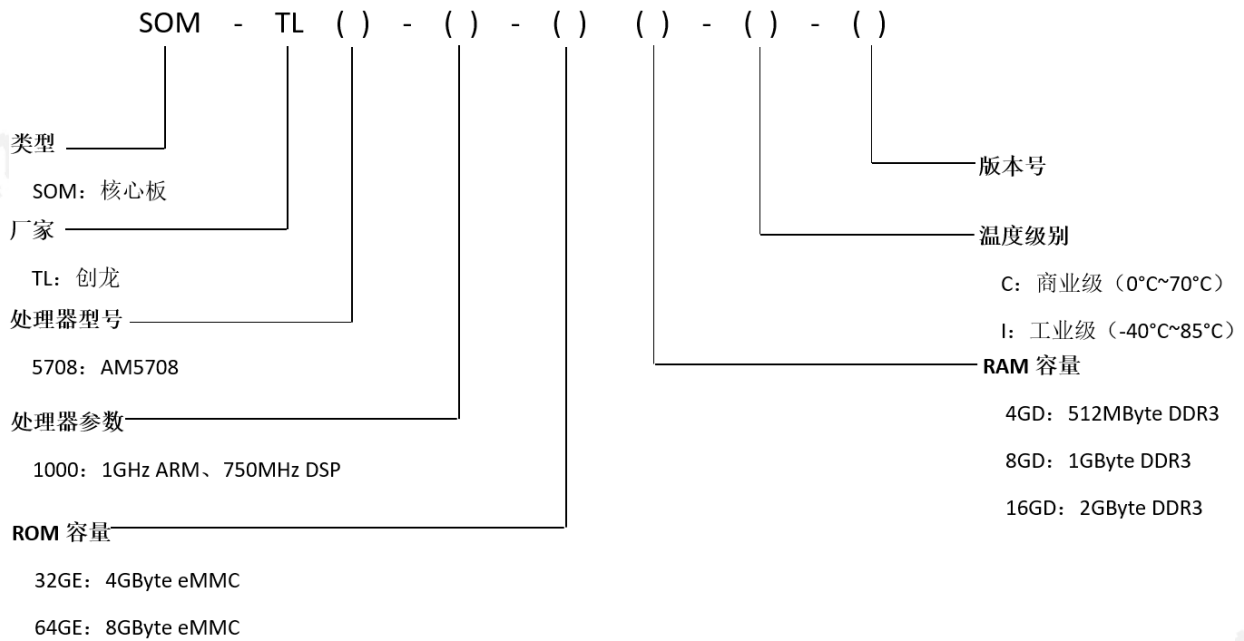 SOM - TL ( ) - ( ) - ( ) ( ) - ( ) - ( )
类型
SOM：核心板
厂家
TL：创龙
处理器型号
5708：AM5708
处理器参数
1000：1GHz ARM、750MHz DSP
ROM 容量
32GE：4GByte eMMC
64GE：8GByte eMMC
版本号
温度级别
C：商业级（0°C~70°C）
I：工业级（-40°C~85°C）
RAM 容量
4GD：512MByte DDR3
8GD：1GByte DDR3
16GD：2GByte DDR3